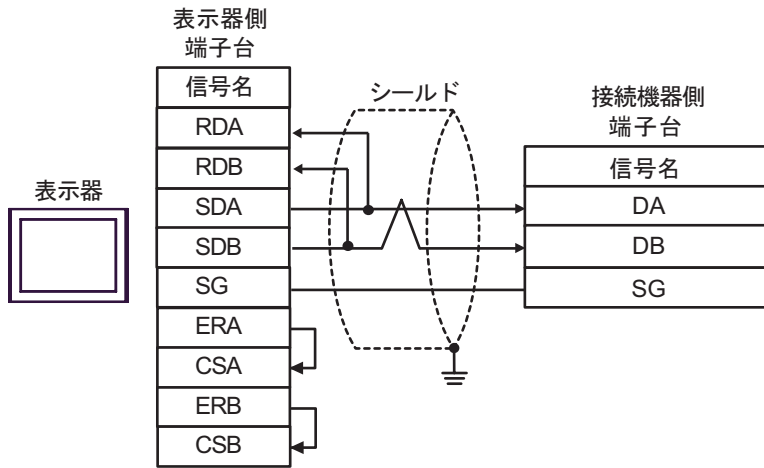 表示器側
端子台
信号名
RDA
RDB
SDA
SDB
SG
ERA
CSA
ERB
CSB
表示器
シールド
接続機器側
端子台
信号名
DA
DB
SG